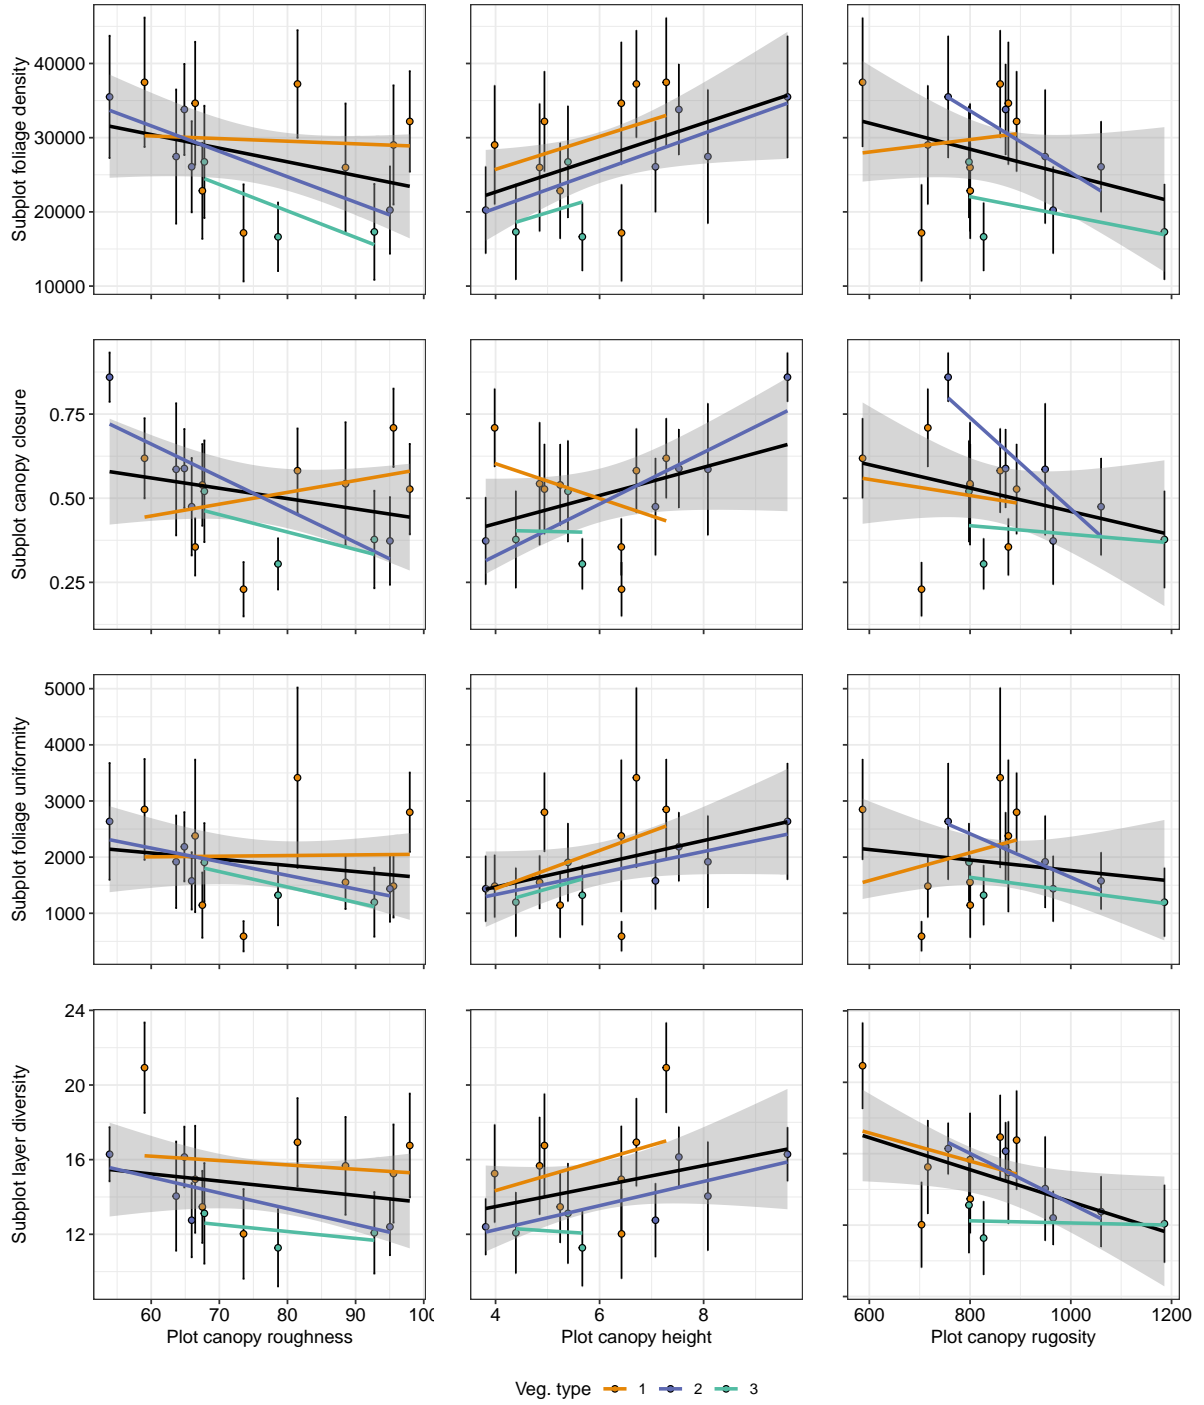 Subplot foliage density
40000
30000
20000
10000
Subplot canopy closure
0.75
0.50
0.25
Subplot foliage uniformity
5000
4000
3000
2000
1000
Subplot layer diversity
24
20
16
12
60 70 80 90 100
4 6 8
600 800 1000 1200
Plot canopy roughness
Plot canopy height
Plot canopy rugosity
Veg. type 1 2 3